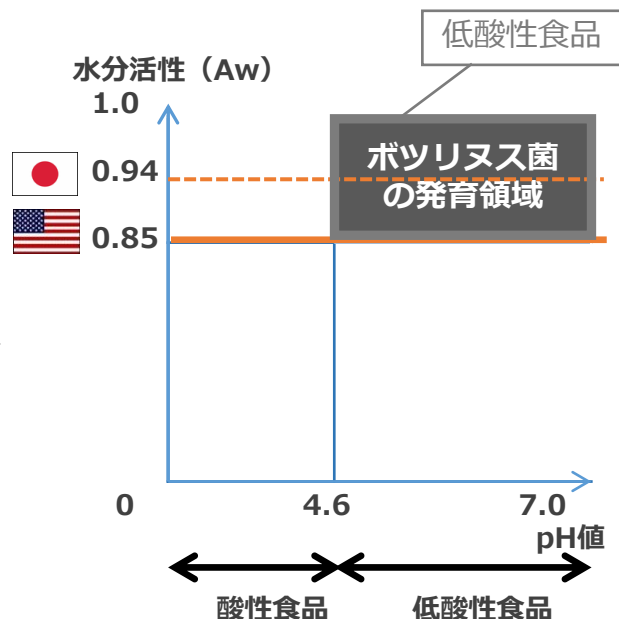 低酸性食品
水分活性（Aw）
1.0
ボツリヌス菌
の発育領域
0.94
0.85
0
4.6
7.0
pH値
酸性食品
低酸性食品